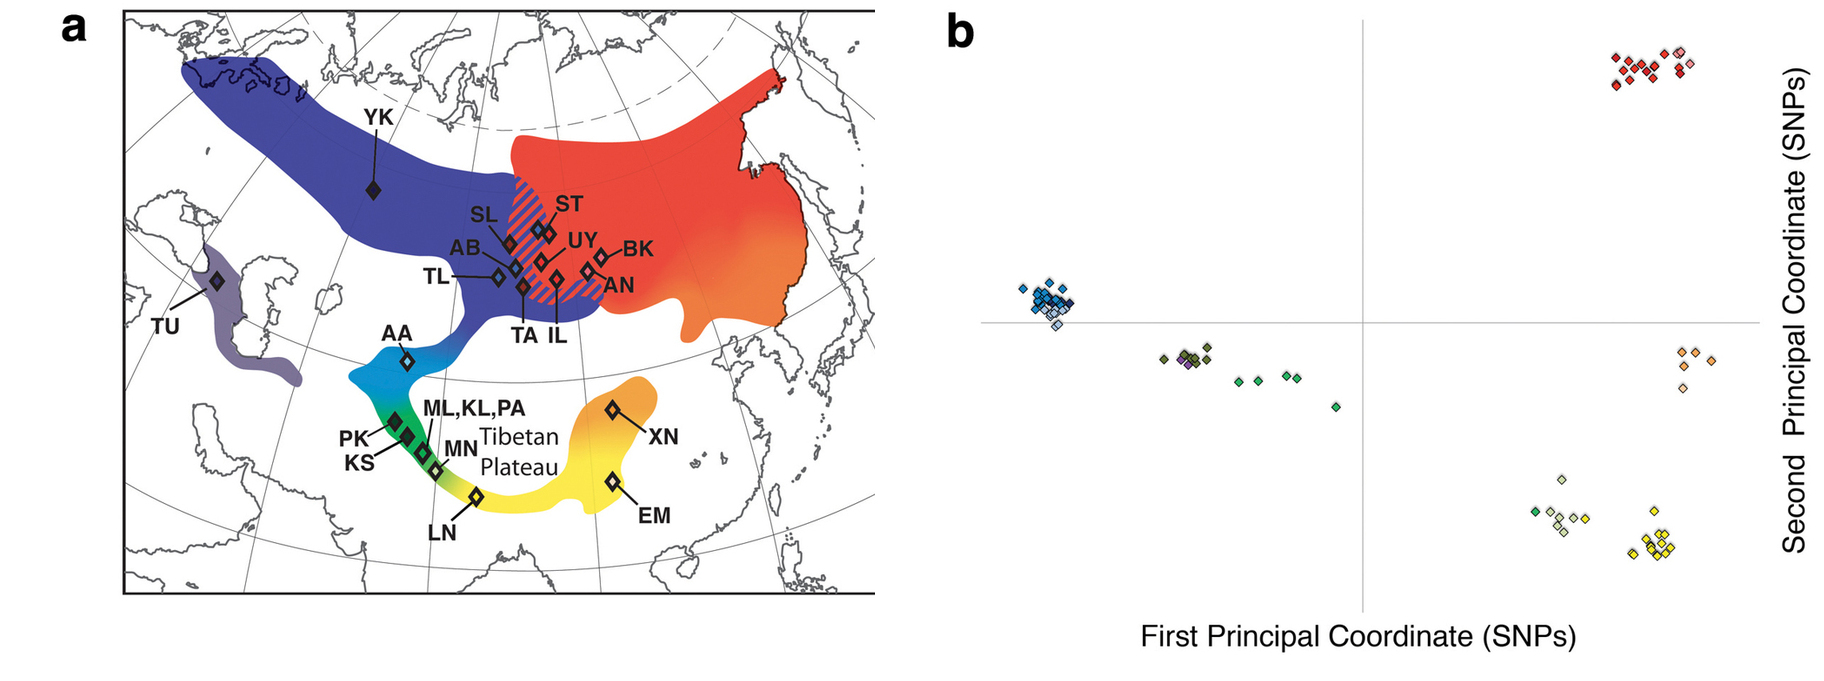 a
YK
SL
ST
UY
AB
BK
TL
AN
TU
TA IL
AA
ML,KL,PA
PK
Tibetan
XN
MN
KS
Plateau
EM
LN
b
Second Principal Coordinate (SNPs)
First Principal Coordinate (SNPs)